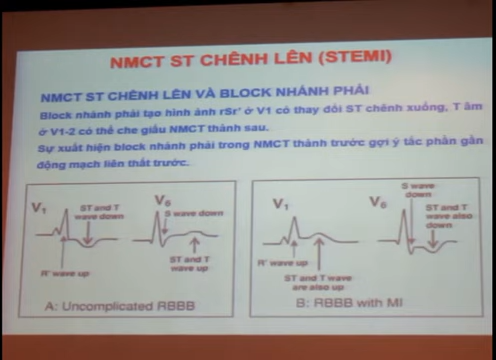 NMCT ST CHÊNH LÊN (STEMI)
NMCT ST CHÊNH LÊN VÀ BLOCK NHÁNH PHẢI
Block nhánh phải tạo hình ảnh rSr' ở V1 có thay đổi ST chênh xuống, T âm
ở V1-2 có thể che giấu NMCT thành sau.
Sự xuất hiện block nhánh phải trong NMCT thành trước gợi ý tắc phần gần
động mạch liên thất trước.
V1
ST and T
wave down
R' wave up
V6
S wave down
ST and T
wave up
A: Uncomplicated RBBB
V1
R' wave up
ST and T wave
are also up
V6
S wave
down
ST and T
wave also
down
B: RBBB with MI